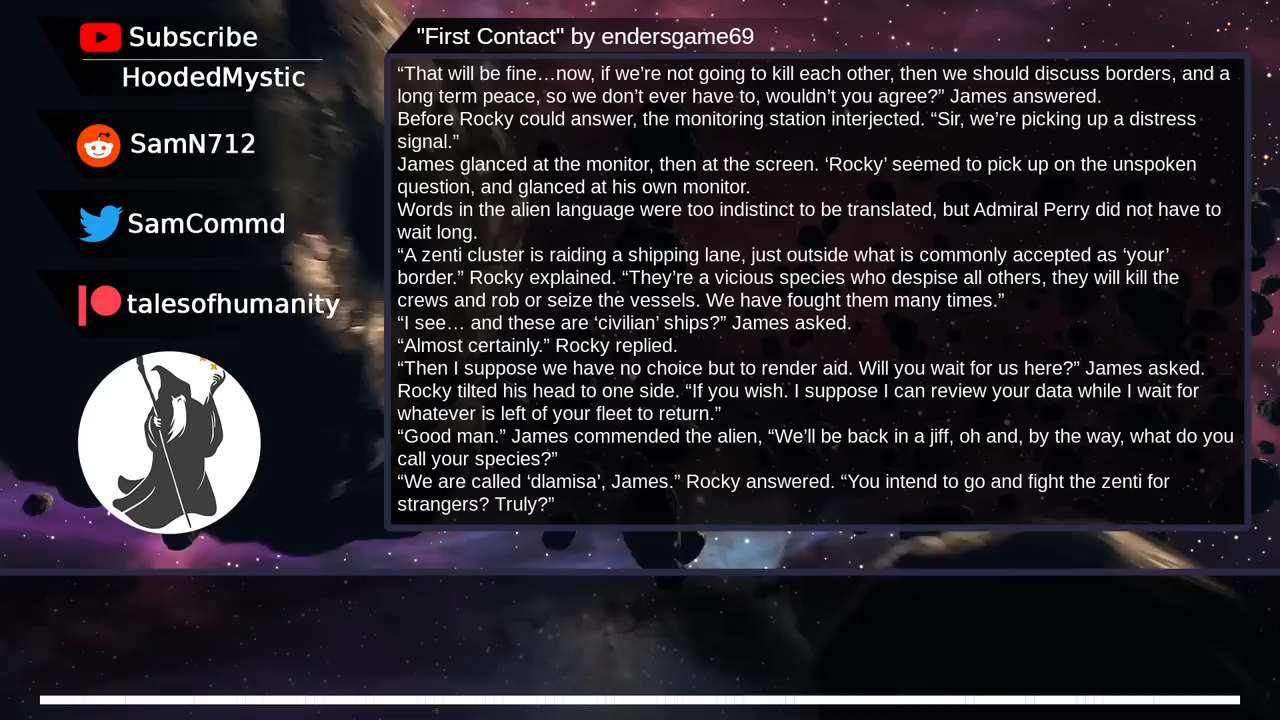 Subscribe
HoodedMystic
SamN712
SamCommd
talesofhumanity
"First Contact" by endersgame69
“That will be fine…now, if we’re not going to kill each other, then we should discuss borders, and a
long term peace, so we don’t ever have to, wouldn’t you agree?” James answered.
Before Rocky could answer, the monitoring station interjected. “Sir, we’re picking up a distress
signal.”
James glanced at the monitor, then at the screen. ‘Rocky’ seemed to pick up on the unspoken
question, and glanced at his own monitor.
Words in the alien language were too indistinct to be translated, but Admiral Perry did not have to
wait long.
“A zenti cluster is raiding a shipping lane, just outside what is commonly accepted as ‘your’
border.” Rocky explained. “They’re a vicious species who despise all others, they will kill the
crews and rob or seize the vessels. We have fought them many times.”
“I see… and these are ‘civilian’ ships?” James asked.
“Almost certainly.” Rocky replied.
“Then I suppose we have no choice but to render aid. Will you wait for us here?” James asked.
Rocky tilted his head to one side. “If you wish. I suppose I can review your data while I wait for
whatever is left of your fleet to return.”
“Good man.” James commended the alien, “We’ll be back in a jiff, oh and, by the way, what do you
call your species?”
“We are called ‘dlamisa’, James.” Rocky answered. “You intend to go and fight the zenti for
strangers? Truly?”